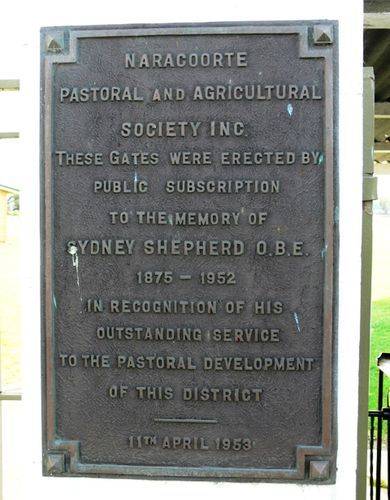 NARACOORTE
PASTORAL AND AGRICULTURAL
SOCIETY INC.
THESE GATES WERE ERECTED BY
PUBLIC SUBSCRIPTION
TO THE MEMORY OF
SYDNEY SHEPHERD O.B.E.
1875 – 1952
IN RECOGNITION OF HIS
OUTSTANDING SERVICE
TO THE PASTORAL DEVELOPMENT
OF THIS DISTRICT
11TH APRIL 1953